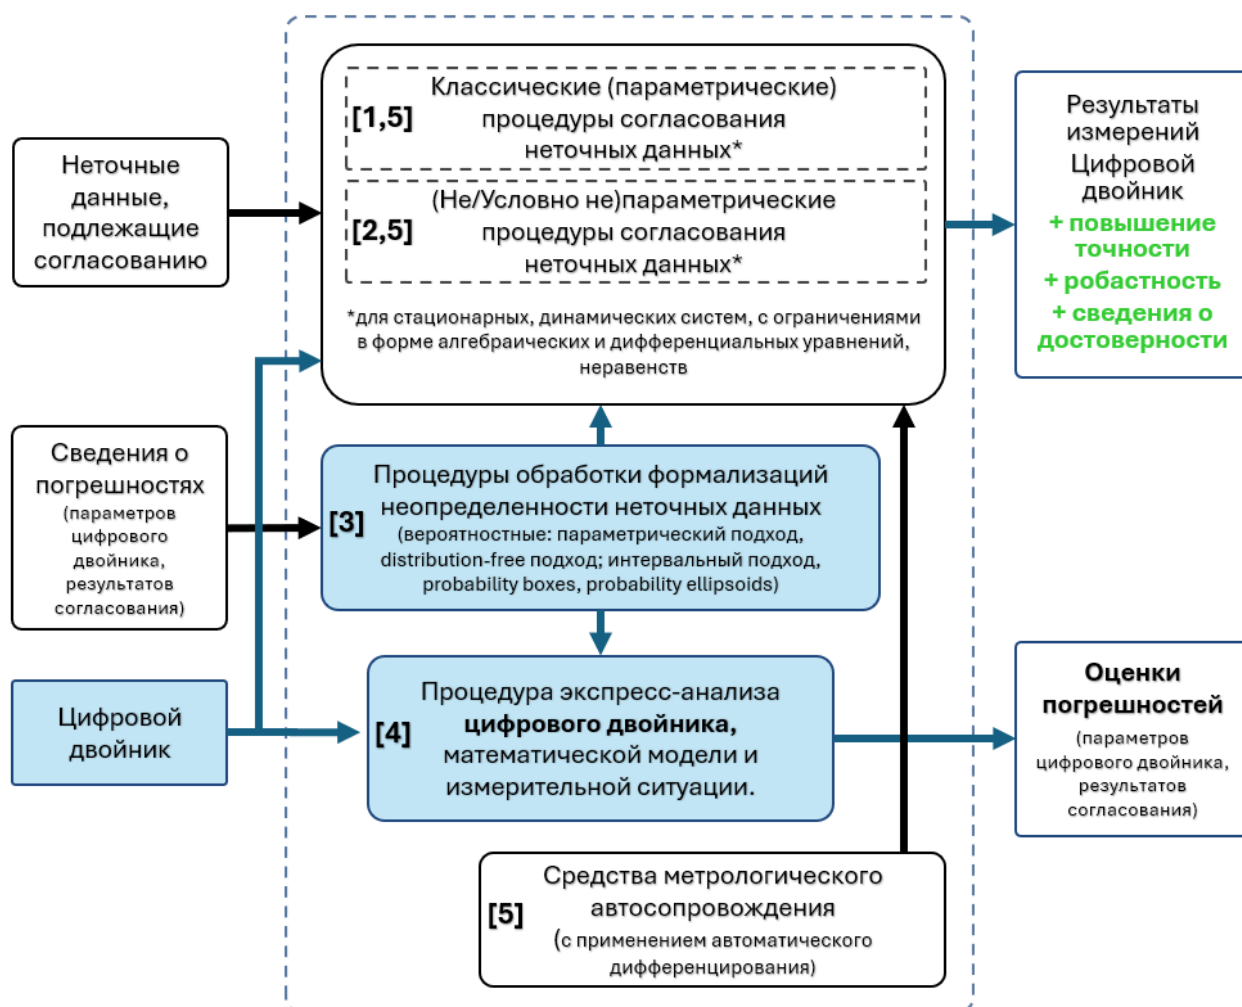 Неточные
данные,
подлежащие
согласованию
Сведения о
погрешностях
(параметров
цифрового
двойника,
результатов
согласования)
Цифровой
двойник
[1,5]
Классические (параметрические)
процедуры согласования
неточных данных*
[2,5]
(Не/Условно не)параметрические
процедуры согласования
неточных данных*
*для стационарных, динамических систем, с ограничениями
в форме алгебраических и дифференциальных уравнений,
неравенств
[3]
Процедуры обработки формализаций
неопределенности неточных данных
(вероятностные: параметрический подход,
distribution-free подход; интервальный подход,
probability boxes, probability ellipsoids)
[4]
Процедура экспресс-анализа
цифрового двойника,
математической модели и
измерительной ситуации.
[5]
Средства метрологического
автосопровождения
(с применением автоматического
дифференцирования)
Результаты
измерений
Цифровой
двойник
+ повышение
точности
+ робастность
+ сведения о
достоверности
Оценки
погрешностей
(параметров
цифрового двойника,
результатов
согласования)